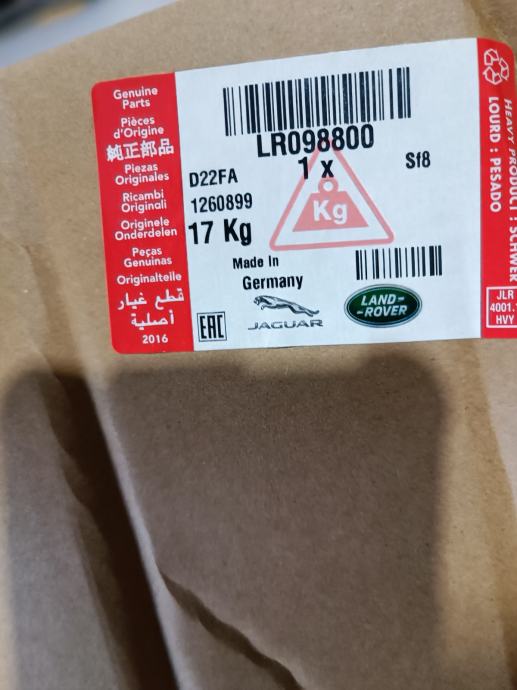 Genuine
Parts
Pièces
d'Origine
純正部品
Piezas
Originales
Ricambi
Originali
Originele
Onderdelen
Peças
Genuinas
Originalteile
قطع غيار
أصلية
2016
LR098800
1 x
Sf8
D22FA
1260899
17 Kg
Kg
Made In
Germany
EAC
JAGUAR
LAND-
-ROVER
HEAVY PRODUCT : SCHWER
LOURD : PESADO
JLR
4001.
HVY